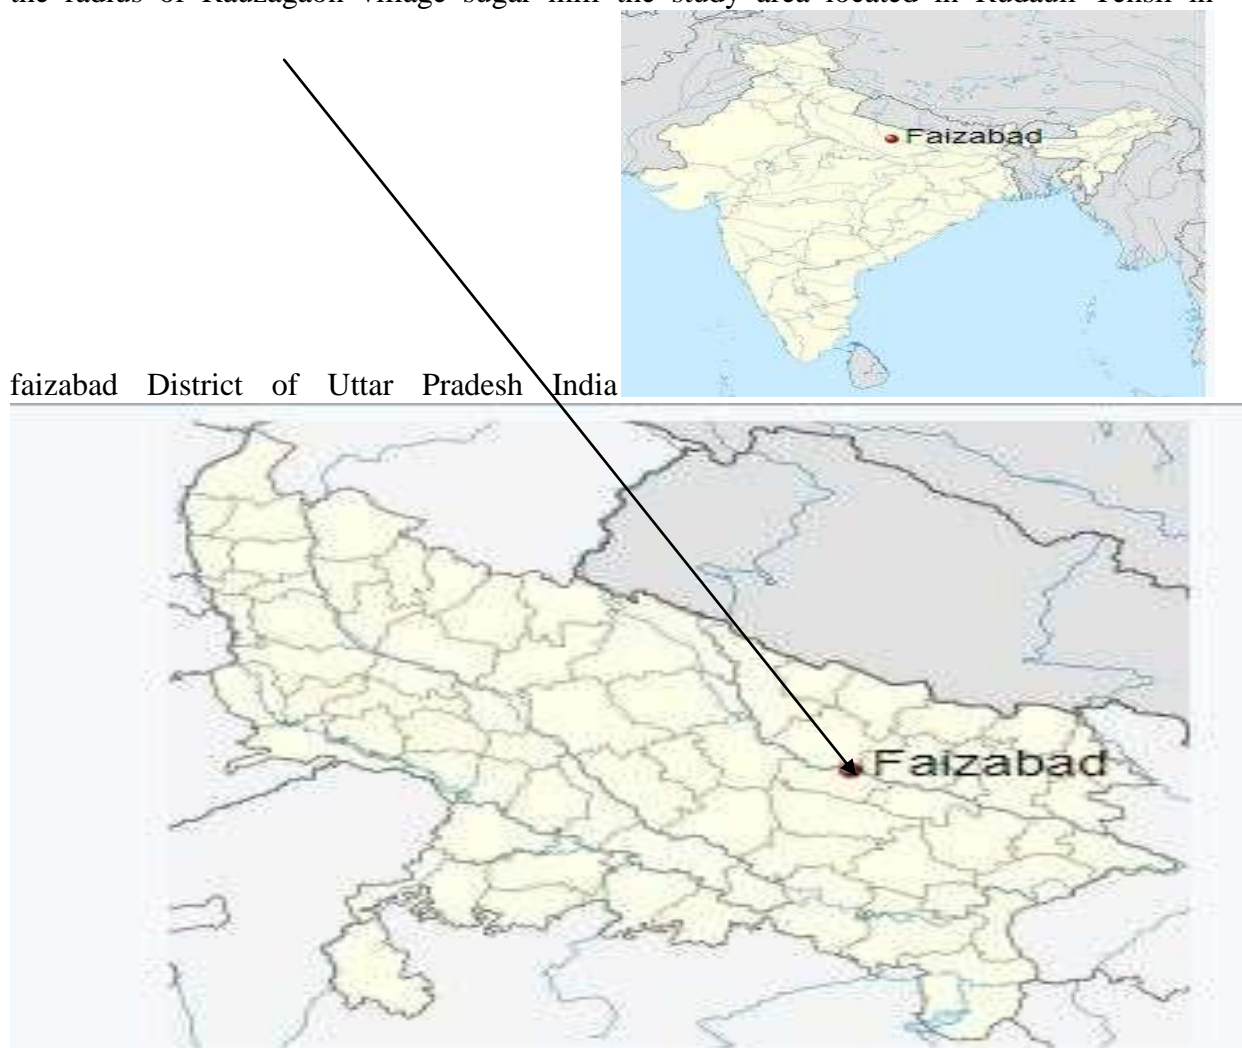 the radius of Rauzagaon village sugar mill the study area located in Rudauli Tehsil in
Faizabad
faizabad District of Uttar Pradesh India
Faizabad